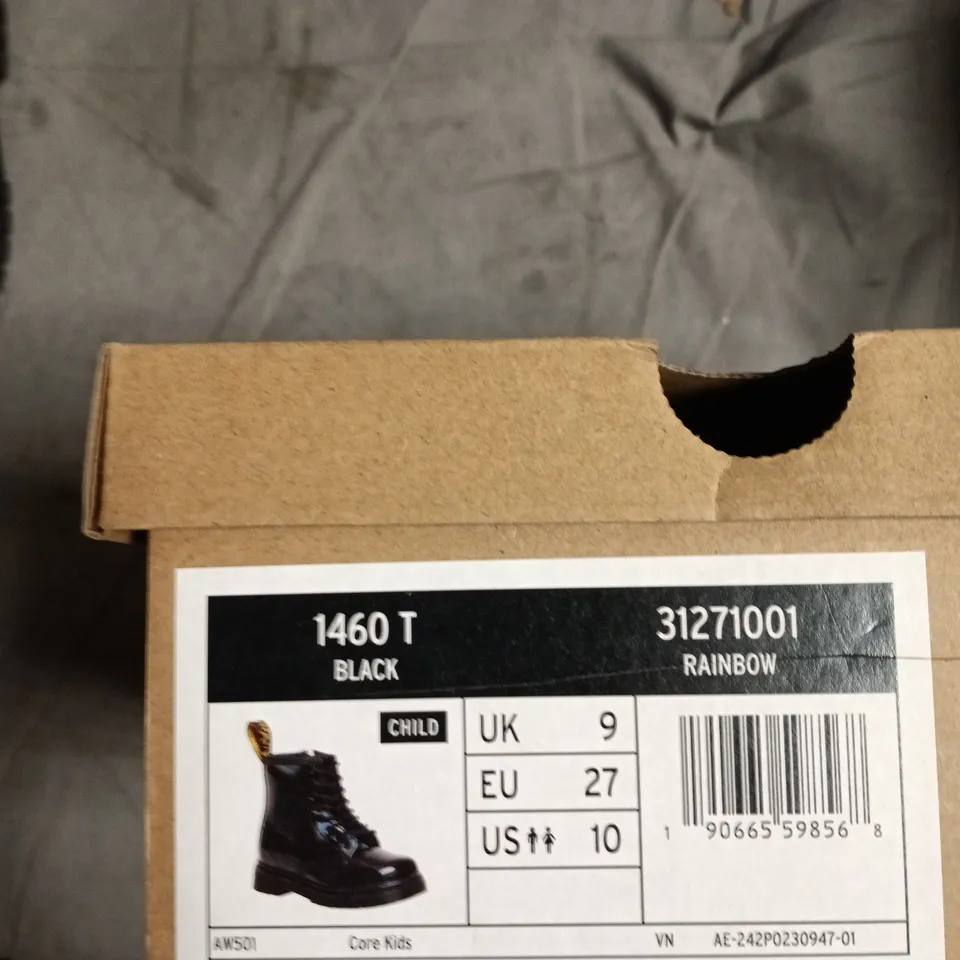 1460 T
BLACK
31271001
RAINBOW
CHILD
UK 9
EU 27
US 10
1 90665 59856 8
AW501 Core Kids VN AE-242P0230947-01